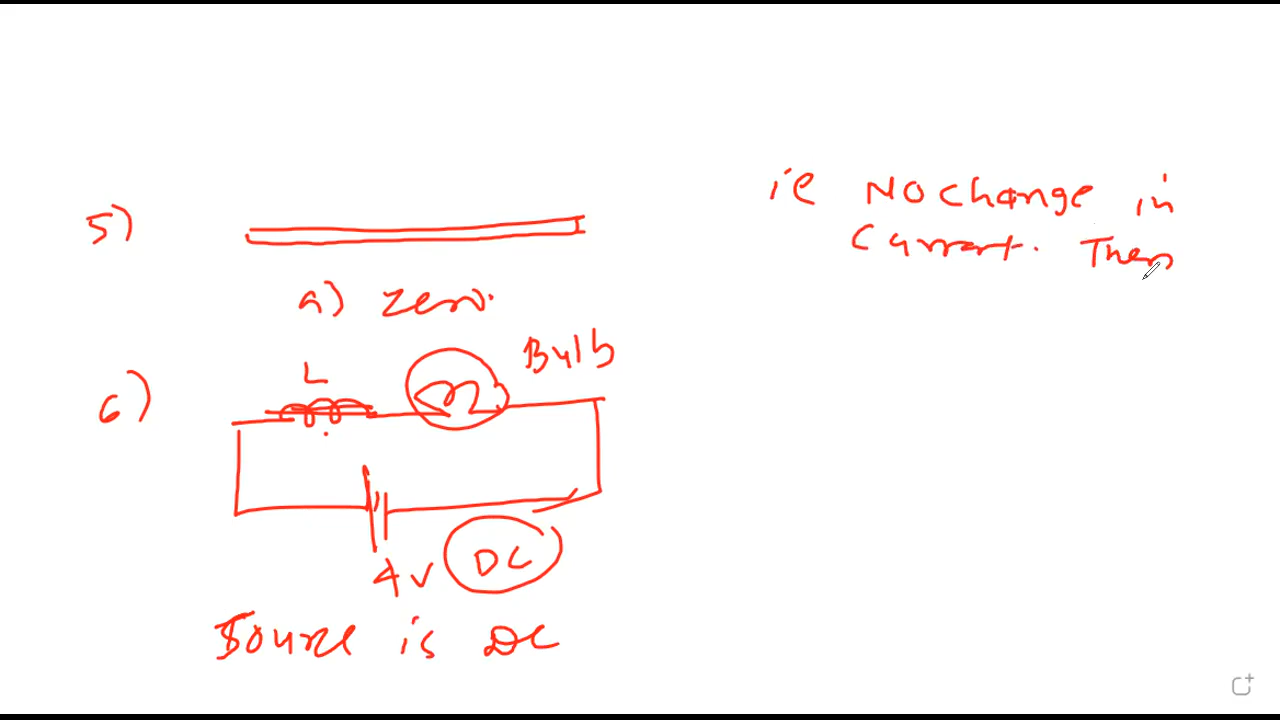 5)
a) zero.
6)
L
Bulb
4V DC
Source is DC
ie No change in
Current. Then